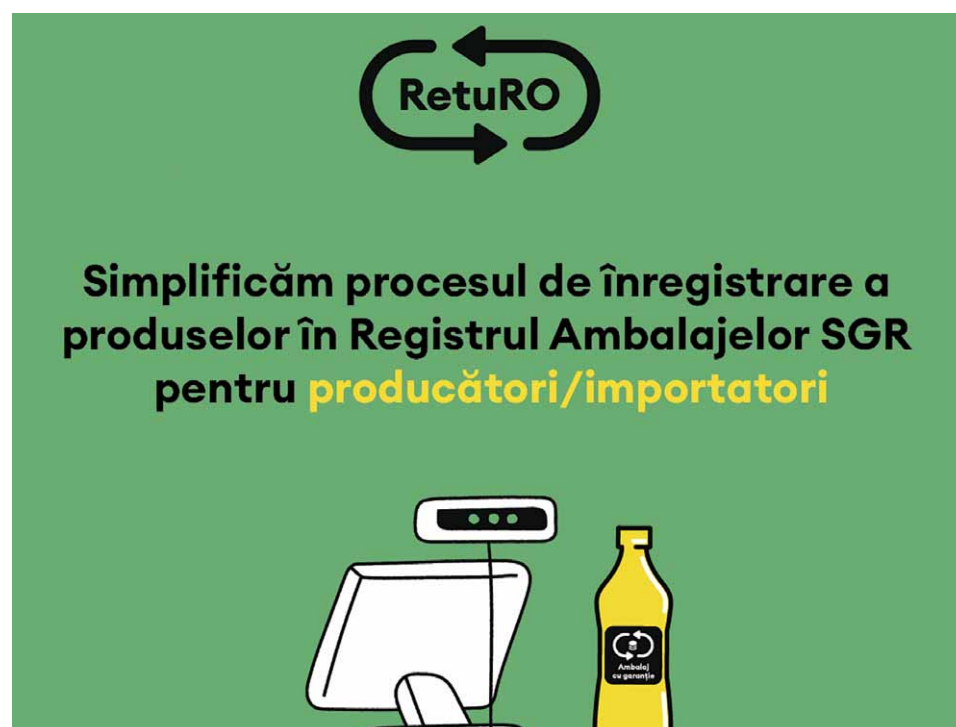 RetuRO
Simplificăm procesul de înregistrare a
produselor în Registrul Ambalajelor SGR
pentru producători/importatori
Ambalaj
cu garanție